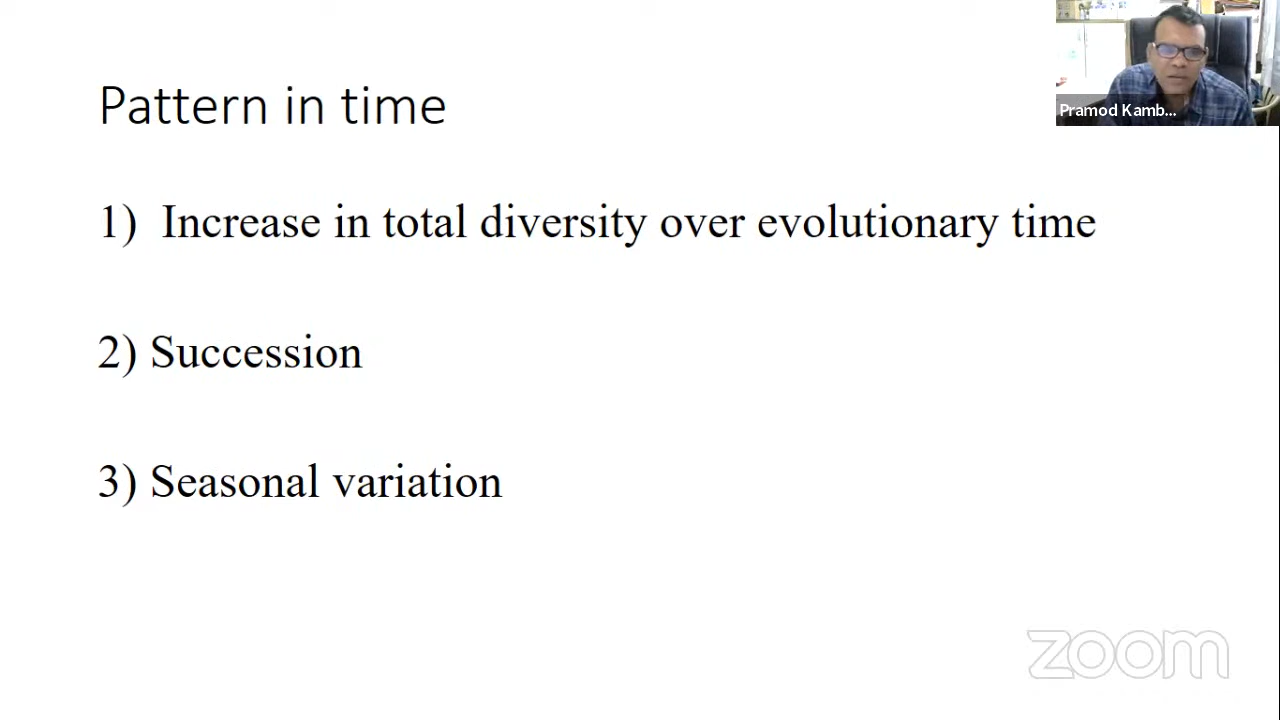 Pattern in time
Pramod Kamb...
1) Increase in total diversity over evolutionary time
2) Succession
3) Seasonal variation
zoom